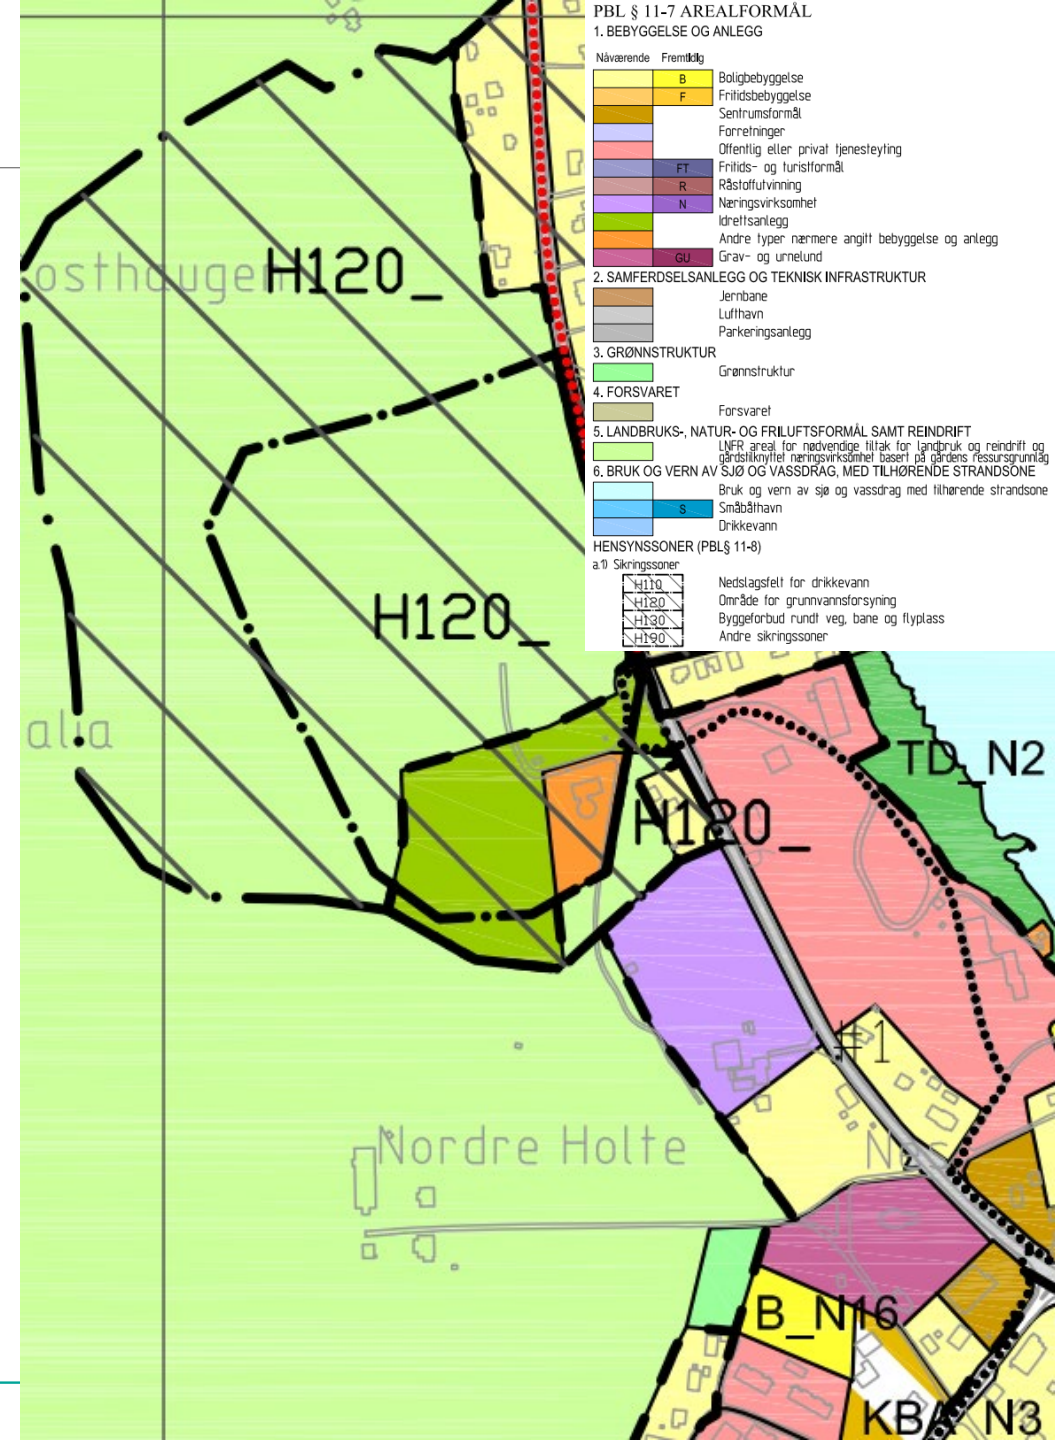 PBL § 11-7 AREALFORMÅL
1. BEBYGGELSE OG ANLEGG
Nåværende Fremtidig
B Boligbebyggelse
F Fritidsbebyggelse
Sentrumsformål
Forretninger
Offentlig eller privat tjenesteyting
FT Fritids- og turistformål
R Råstoffutvinning
N Næringsvirksomhet
Idrettsanlegg
Andre typer nærmere angitt bebyggelse og anlegg
GU Grav- og urnelund
2. SAMFERDSELSANLEGG OG TEKNISK INFRASTRUKTUR
Jernbane
Lufthavn
Parkeringsanlegg
3. GRØNNSTRUKTUR
Grønnstruktur
4. FORSVARET
Forsvaret
5. LANDBRUKS-, NATUR- OG FRILUFTSFORMÅL SAMT REINDRIFT
LNFR areal for nødvendige tiltak for landbruk og reindrift og
gårdstilknyttet næringsvirksomhet basert på gårdens ressursgrunnlag
6. BRUK OG VERN AV SJØ OG VASSDRAG, MED TILHØRENDE STRANDSONE
Bruk og vern av sjø og vassdrag med tilhørende strandsone
S Småbåthavn
Drikkevann
HENSYNSSONER (PBL§ 11-8)
a.1) Sikringssoner
H110 Nedslagsfelt for drikkevann
H120 Område for grunnvannsforsyning
H130 Byggeforbud rundt veg, bane og flyplass
H190 Andre sikringssoner
osthaugen
H120_
H120_
alia
TD_N2
H120_
#1
Nordre Holte
Nes
B_N16
KBA_N3